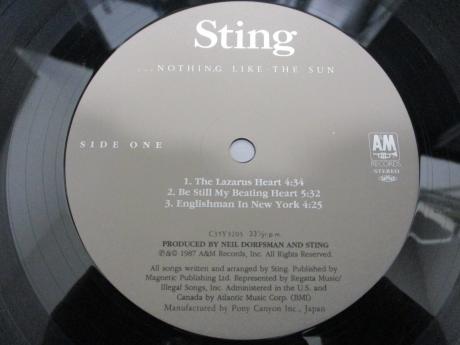 Sting
...NOTHING LIKE THE SUN
SIDE ONE
A&M
RECORDS
STEREO
1. The Lazarus Heart 4:34
2. Be Still My Beating Heart 5:32
3. Englishman In New York 4:25
C35Y3205 33⅓r.p.m.
PRODUCED BY NEIL DORFSMAN AND STING
℗&© 1987 A&M Records, Inc. All Rights Reserved.
All songs written and arranged by Sting. Published by
Magnetic Publishing Ltd. Represented by Regatta Music/
Illegal Songs, Inc. Administered in the U.S. and
Canada by Atlantic Music Corp. (BMI)
Manufactured by Pony Canyon Inc., Japan